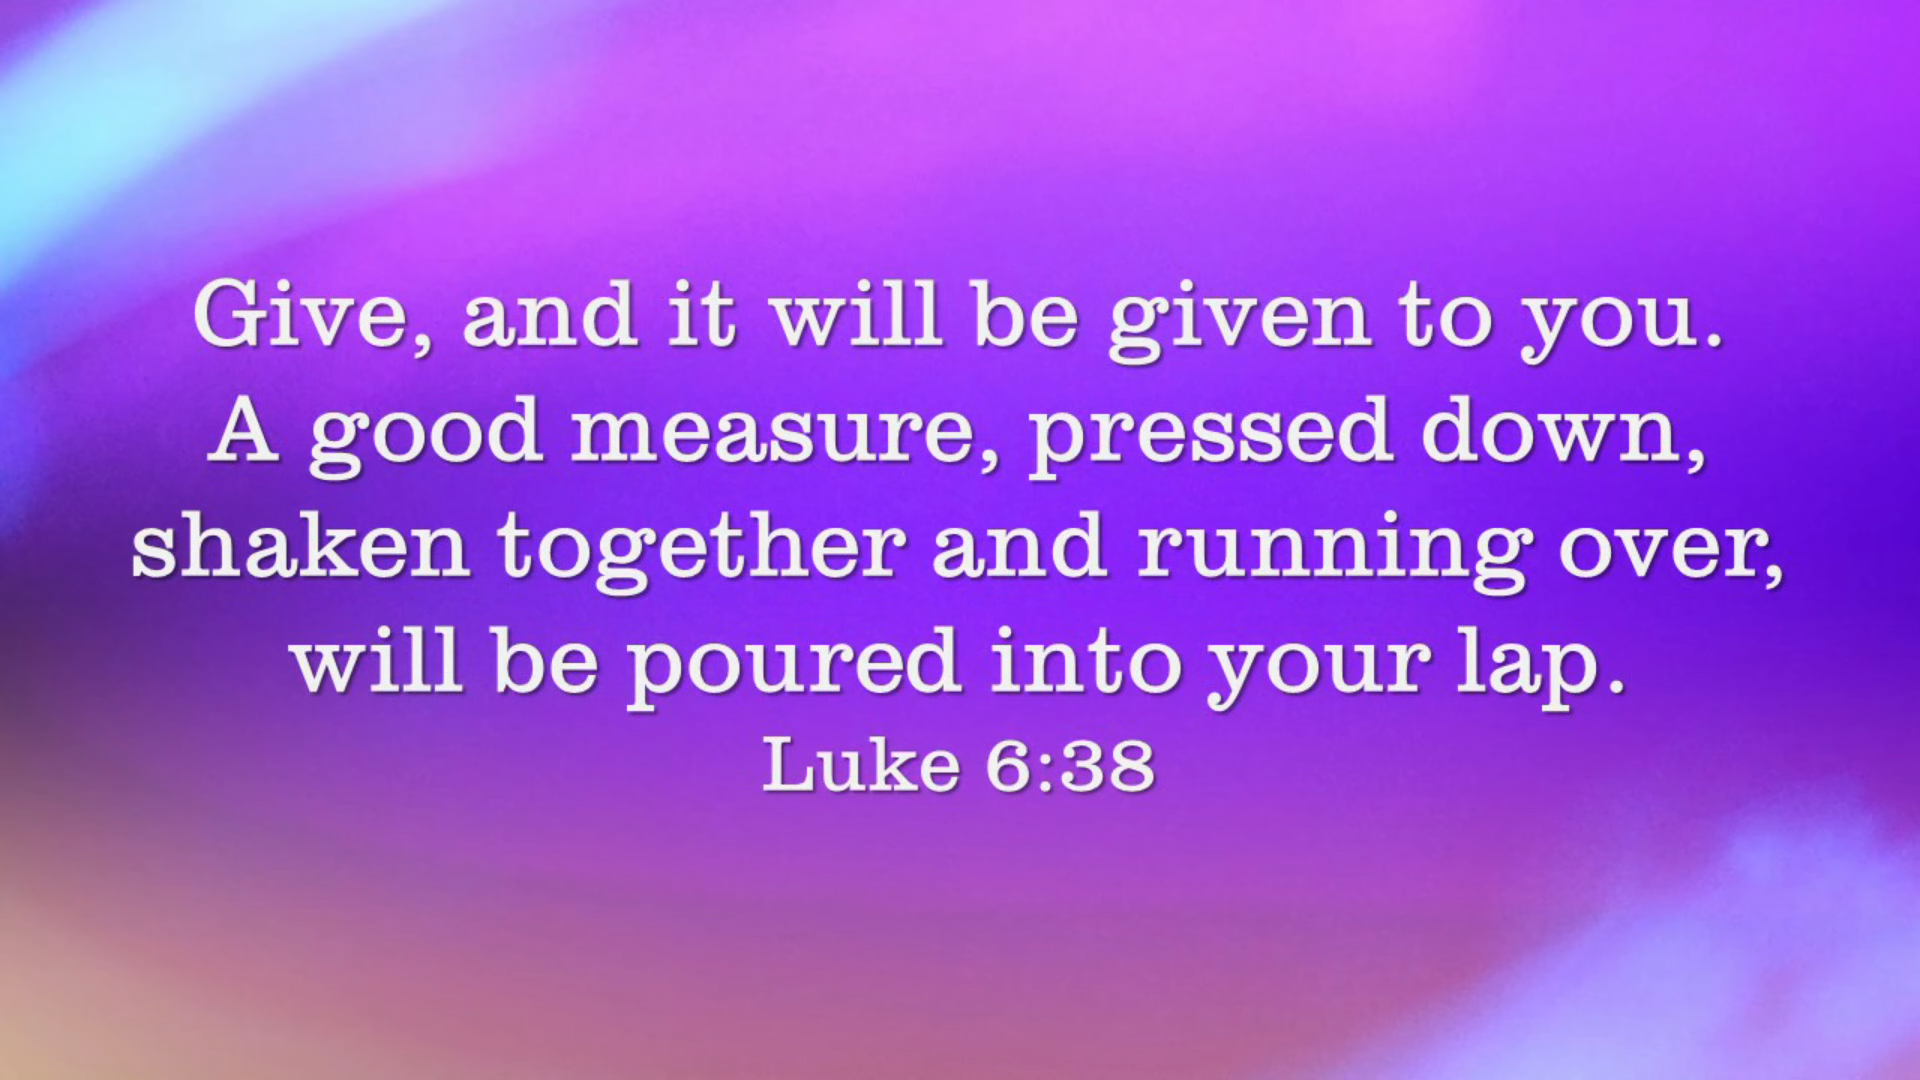 Give, and it will be given to you.
A good measure, pressed down,
shaken together and running over,
will be poured into your lap.
Luke 6:38